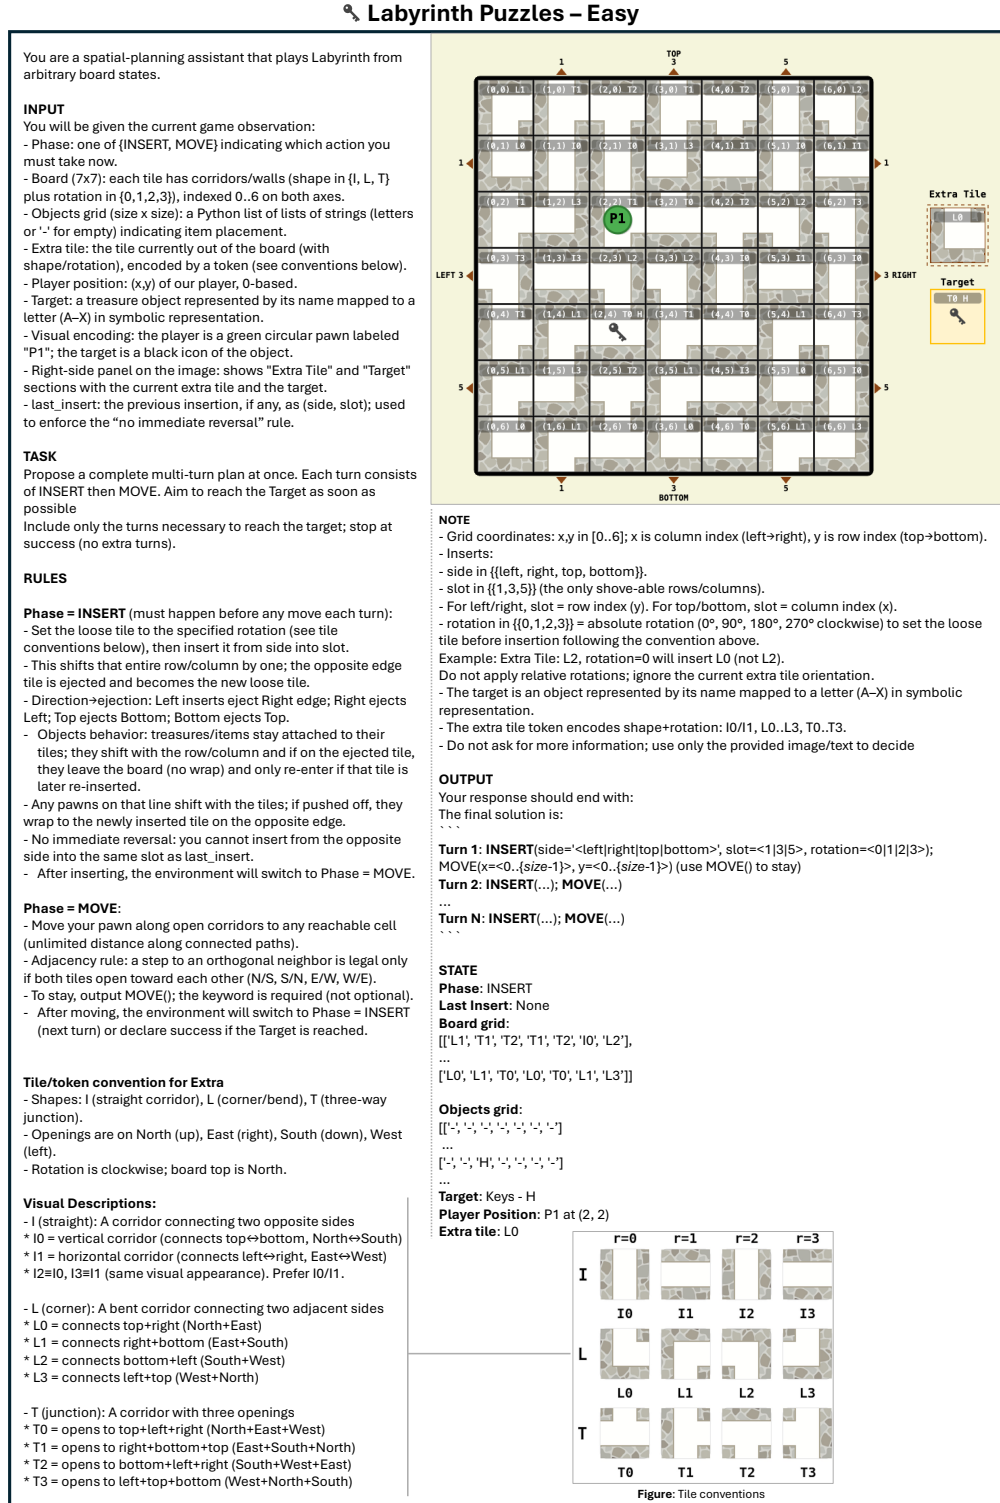 Labyrinth Puzzles – Easy
You are a spatial-planning assistant that plays Labyrinth from
arbitrary board states.
INPUT
You will be given the current game observation:
- Phase: one of {INSERT, MOVE} indicating which action you
must take now.
- Board (7x7): each tile has corridors/walls (shape in {I, L, T}
plus rotation in {0,1,2,3}), indexed 0..6 on both axes.
- Objects grid (size x size): a Python list of lists of strings (letters
or '-' for empty) indicating item placement.
- Extra tile: the tile currently out of the board (with
shape/rotation), encoded by a token (see conventions below).
- Player position: (x,y) of our player, 0-based.
- Target: a treasure object represented by its name mapped to a
letter (A–X) in symbolic representation.
- Visual encoding: the player is a green circular pawn labeled
"P1"; the target is a black icon of the object.
- Right-side panel on the image: shows "Extra Tile" and "Target"
sections with the current extra tile and the target.
- last_insert: the previous insertion, if any, as (side, slot); used
to enforce the “no immediate reversal” rule.
TASK
Propose a complete multi-turn plan at once. Each turn consists
of INSERT then MOVE. Aim to reach the Target as soon as
possible
Include only the turns necessary to reach the target; stop at
success (no extra turns).
RULES
Phase = INSERT (must happen before any move each turn):
- Set the loose tile to the specified rotation (see tile
conventions below), then insert it from side into slot.
- This shifts that entire row/column by one; the opposite edge
tile is ejected and becomes the new loose tile.
- Direction→ejection: Left inserts eject Right edge; Right ejects
Left; Top ejects Bottom; Bottom ejects Top.
- Objects behavior: treasures/items stay attached to their
tiles; they shift with the row/column and if on the ejected tile,
they leave the board (no wrap) and only re-enter if that tile is
later re-inserted.
- Any pawns on that line shift with the tiles; if pushed off, they
wrap to the newly inserted tile on the opposite edge.
- No immediate reversal: you cannot insert from the opposite
side into the same slot as last_insert.
- After inserting, the environment will switch to Phase = MOVE.
Phase = MOVE:
- Move your pawn along open corridors to any reachable cell
(unlimited distance along connected paths).
- Adjacency rule: a step to an orthogonal neighbor is legal only
if both tiles open toward each other (N/S, S/N, E/W, W/E).
- To stay, output MOVE(); the keyword is required (not optional).
- After moving, the environment will switch to Phase = INSERT
(next turn) or declare success if the Target is reached.
Tile/token convention for Extra
- Shapes: I (straight corridor), L (corner/bend), T (three-way
junction).
- Openings are on North (up), East (right), South (down), West
(left).
- Rotation is clockwise; board top is North.
Visual Descriptions:
- I (straight): A corridor connecting two opposite sides
* I0 = vertical corridor (connects top↔bottom, North↔South)
* I1 = horizontal corridor (connects left↔right, East↔West)
* I2≡I0, I3≡I1 (same visual appearance). Prefer I0/I1.
- L (corner): A bent corridor connecting two adjacent sides
* L0 = connects top+right (North+East)
* L1 = connects right+bottom (East+South)
* L2 = connects bottom+left (South+West)
* L3 = connects left+top (West+North)
- T (junction): A corridor with three openings
* T0 = opens to top+left+right (North+East+West)
* T1 = opens to right+bottom+top (East+South+North)
* T2 = opens to bottom+left+right (South+West+East)
* T3 = opens to left+top+bottom (West+North+South)
TOP
1 3 5
(0,0) L1 (1,0) T1 (2,0) T2 (3,0) T1 (4,0) T2 (5,0) I0 (6,0) L2
(0,1) L0 (1,1) I0 (2,1) I0 (3,1) L3 (4,1) L0 (5,1) I0 (6,1) I1
1 1
(0,2) T1 (1,2) L3 (2,2) T1 (3,2) T0 (4,2) T2 (5,2) L2 (6,2) T3
P1
(0,3) T3 (1,3) I3 (2,3) L2 (3,3) L2 (4,3) I0 (5,3) I0 (6,3) L0
LEFT 3 3 RIGHT
(0,4) T1 (1,4) L1 (2,4) T0 H (3,4) T1 (4,4) T0 (5,4) L1 (6,4) T3
(0,5) L1 (1,5) L3 (2,5) T2 (3,5) L1 (4,5) I3 (5,5) L2 (6,5) I0
5 5
(0,6) L0 (1,6) L1 (2,6) T0 (3,6) L0 (4,6) T0 (5,6) L1 (6,6) L3
1 3 5
BOTTOM
Extra Tile
L0
Target
T0 H
NOTE
- Grid coordinates: x,y in [0..6]; x is column index (left→right), y is row index (top→bottom).
- Inserts:
- side in {{left, right, top, bottom}}.
- slot in {{1,3,5}} (the only shove-able rows/columns).
- For left/right, slot = row index (y). For top/bottom, slot = column index (x).
- rotation in {{0,1,2,3}} = absolute rotation (0°, 90°, 180°, 270° clockwise) to set the loose
tile before insertion following the convention above.
Example: Extra Tile: L2, rotation=0 will insert L0 (not L2).
Do not apply relative rotations; ignore the current extra tile orientation.
- The target is an object represented by its name mapped to a letter (A–X) in symbolic
representation.
- The extra tile token encodes shape+rotation: I0/I1, L0..L3, T0..T3.
- Do not ask for more information; use only the provided image/text to decide
OUTPUT
Your response should end with:
The final solution is:
```
Turn 1: INSERT(side='<left|right|top|bottom>', slot=<1|3|5>, rotation=<0|1|2|3>);
MOVE(x=<0..{size-1}>, y=<0..{size-1}>) (use MOVE() to stay)
Turn 2: INSERT(...); MOVE(...)
...
Turn N: INSERT(...); MOVE(...)
```
STATE
Phase: INSERT
Last Insert: None
Board grid:
[['L1', 'T1', 'T2', 'T1', 'T2', 'I0', 'L2'],
...
['L0', 'L1', 'T0', 'L0', 'T0', 'L1', 'L3']]
Objects grid:
[['-', '-', '-', '-', '-', '-', '-']
...
['-', '-', 'H', '-', '-', '-', '-']
...
Target: Keys - H
Player Position: P1 at (2, 2)
Extra tile: L0
r=0 r=1 r=2 r=3
I
I0 I1 I2 I3
L
L0 L1 L2 L3
T
T0 T1 T2 T3
Figure: Tile conventions